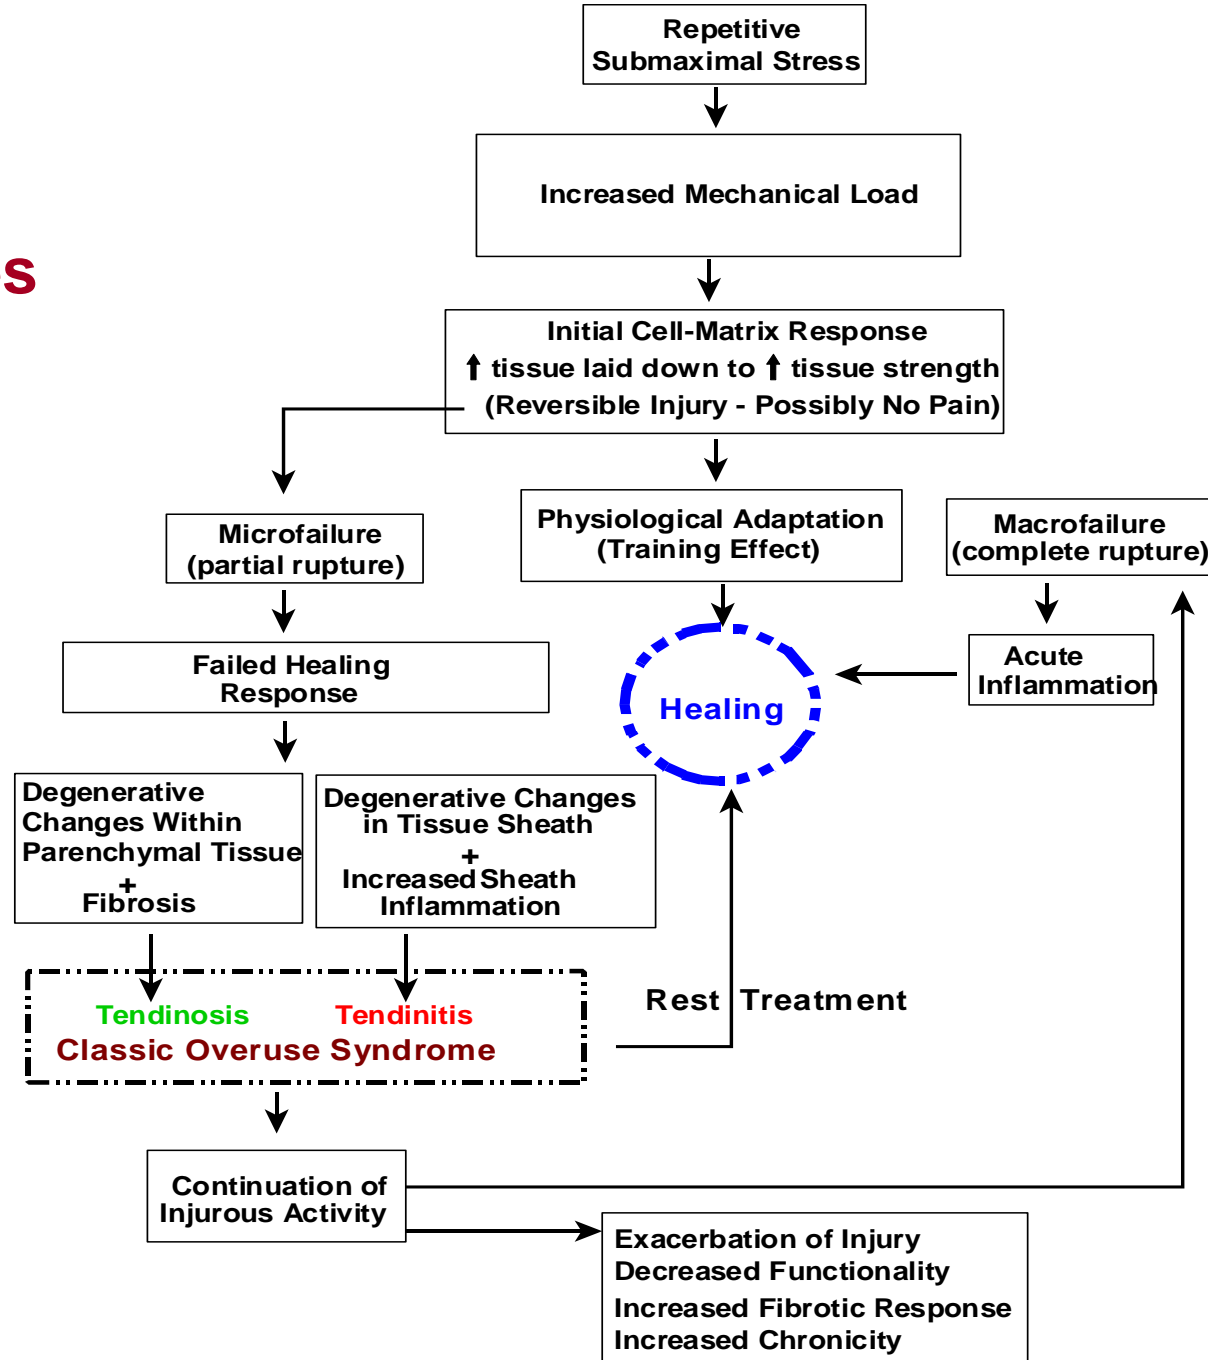 Repetitive
Submaximal Stress
Increased Mechanical Load
s
Initial Cell-Matrix Response
⬆ tissue laid down to ⬆ tissue strength
(Reversible Injury - Possibly No Pain)
Microfailure
(partial rupture)
Physiological Adaptation
(Training Effect)
Macrofailure
(complete rupture)
Failed Healing
Response
Healing
Acute
Inflammation
Degenerative
Changes Within
Parenchymal Tissue
+
Fibrosis
Degenerative Changes
in Tissue Sheath
+
Increased Sheath
Inflammation
Tendinosis
Tendinitis
Classic Overuse Syndrome
Rest Treatment
Continuation of
Injurous Activity
Exacerbation of Injury
Decreased Functionality
Increased Fibrotic Response
Increased Chronicity